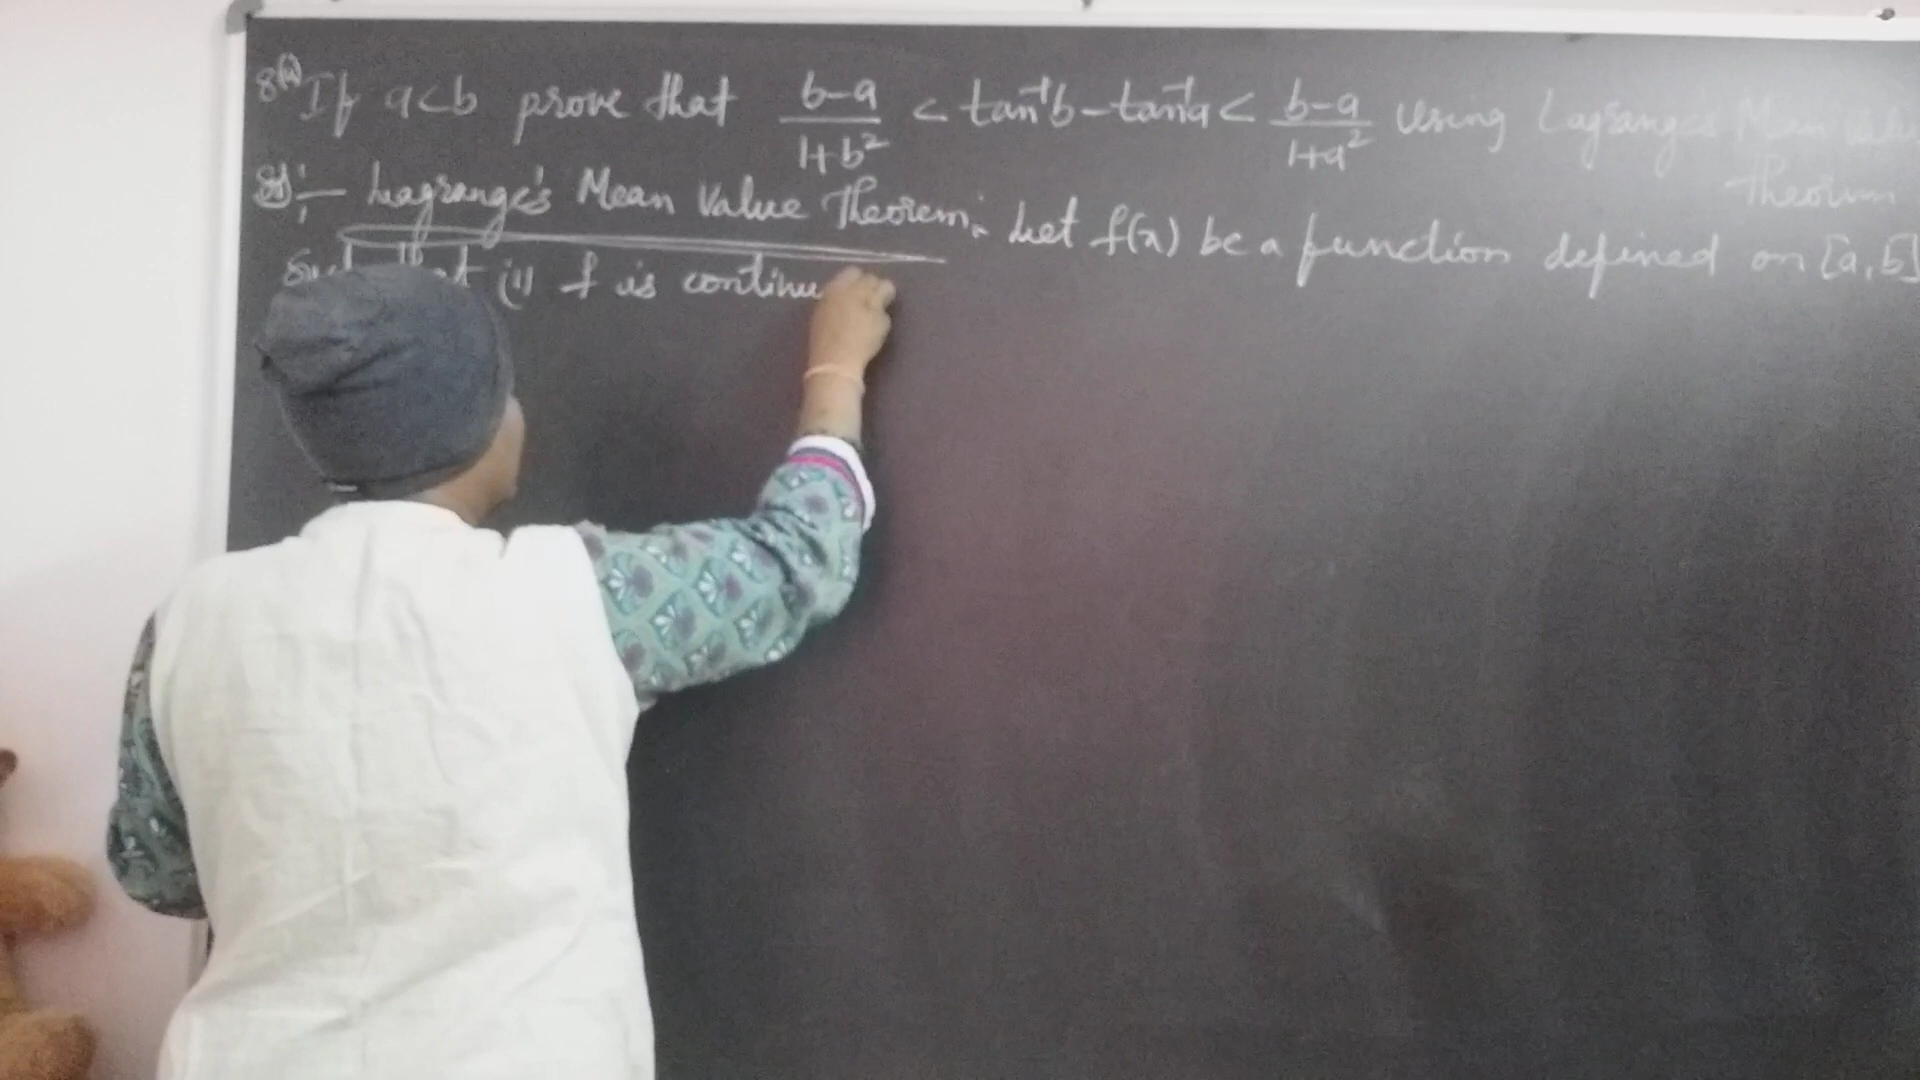 8(a) If a<b prove that b-a/1+b² < tan⁻¹b - tan⁻¹a < b-a/1+a² using Lagrange's Mean Value Theorem
Sol:- Lagrange's Mean Value Theorem:- Let f(x) be a function defined on [a,b]
such that (i) f is continu